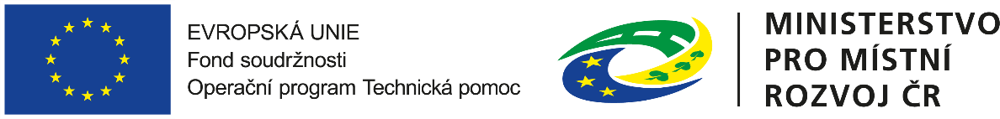 EVROPSKÁ UNIE
Fond soudržnosti
Operační program Technická pomoc
MINISTERSTVO
PRO MÍSTNÍ
ROZVOJ ČR